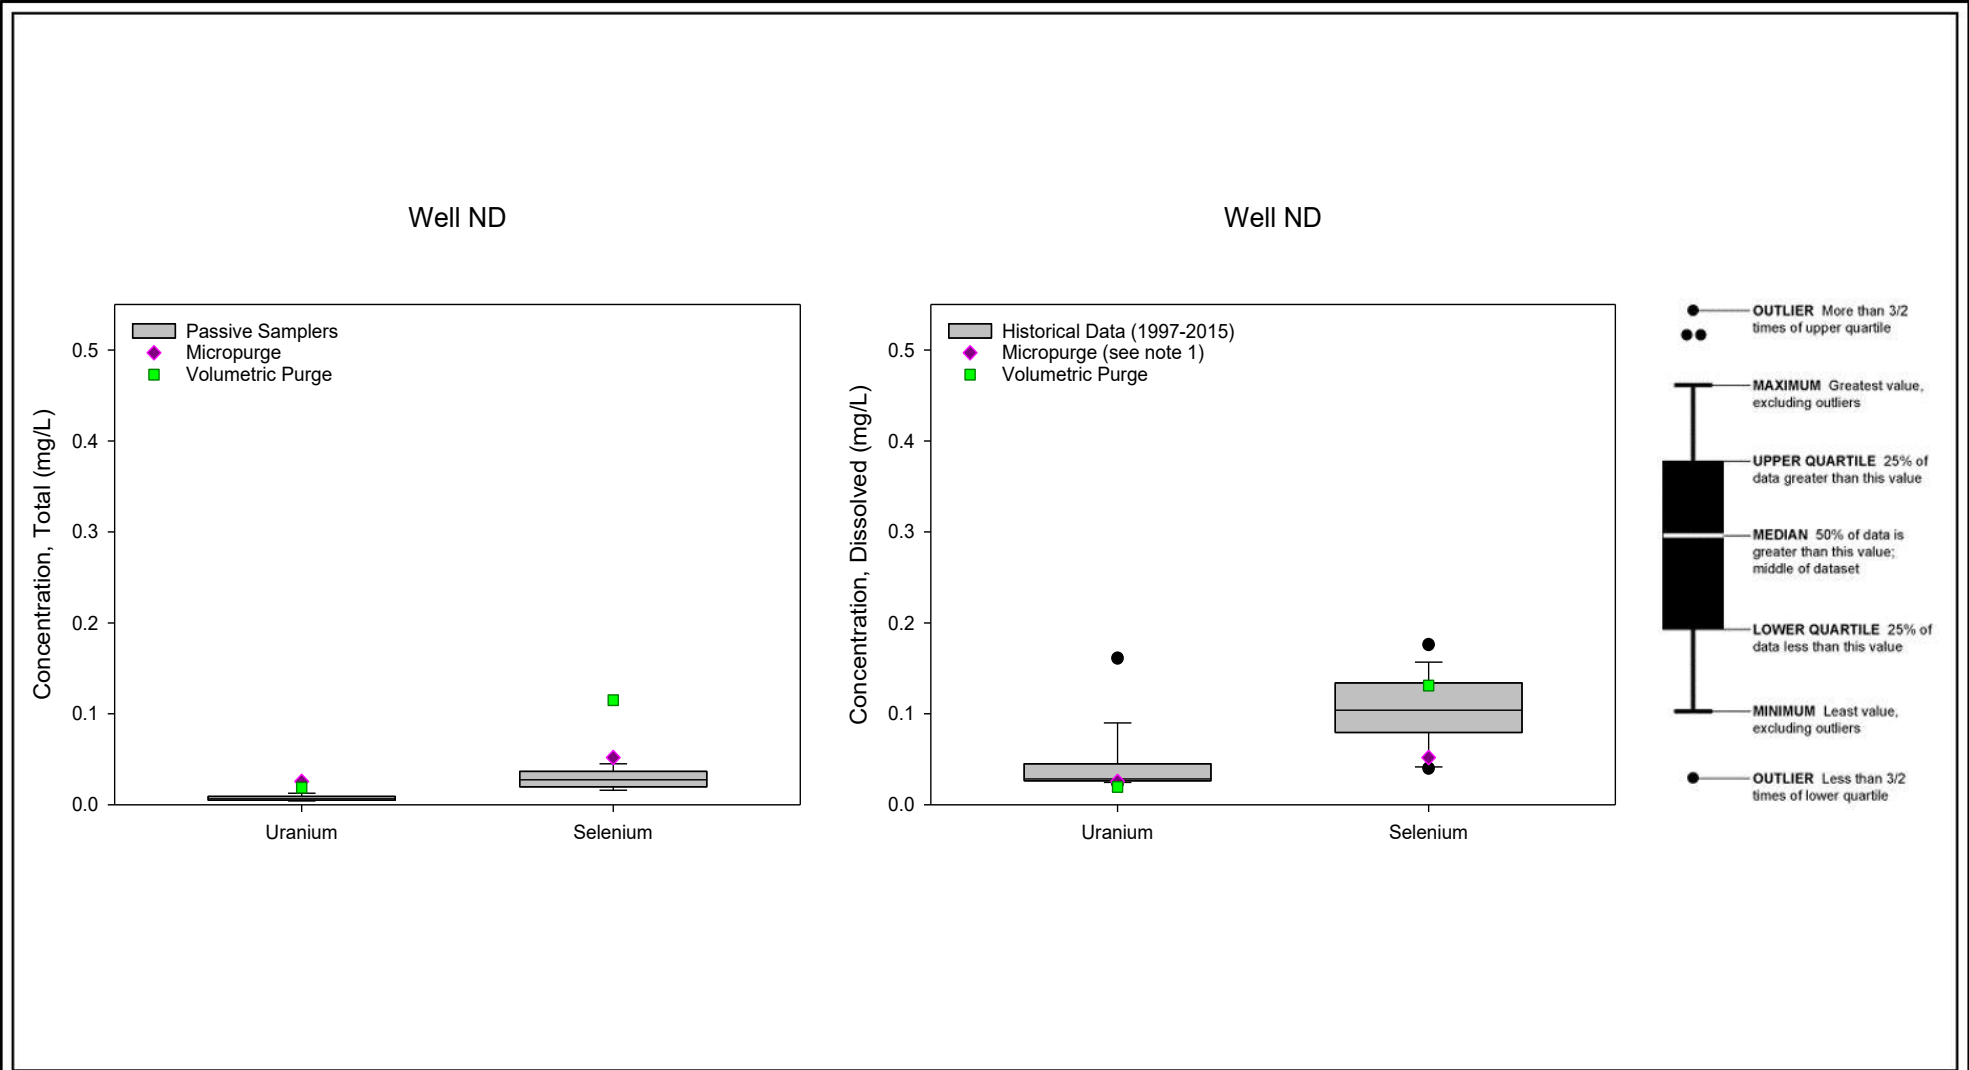 Well ND
Concentration, Total (mg/L)
0.5
0.4
0.3
0.2
0.1
0.0
Passive Samplers
Micropurge
Volumetric Purge
Uranium
Selenium
Well ND
Concentration, Dissolved (mg/L)
0.5
0.4
0.3
0.2
0.1
0.0
Historical Data (1997-2015)
Micropurge (see note 1)
Volumetric Purge
Uranium
Selenium
OUTLIER More than 3/2
times of upper quartile
MAXIMUM Greatest value,
excluding outliers
UPPER QUARTILE 25% of
data greater than this value
MEDIAN 50% of data is
greater than this value;
middle of dataset
LOWER QUARTILE 25% of
data less than this value
MINIMUM Least value,
excluding outliers
OUTLIER Less than 3/2
times of lower quartile